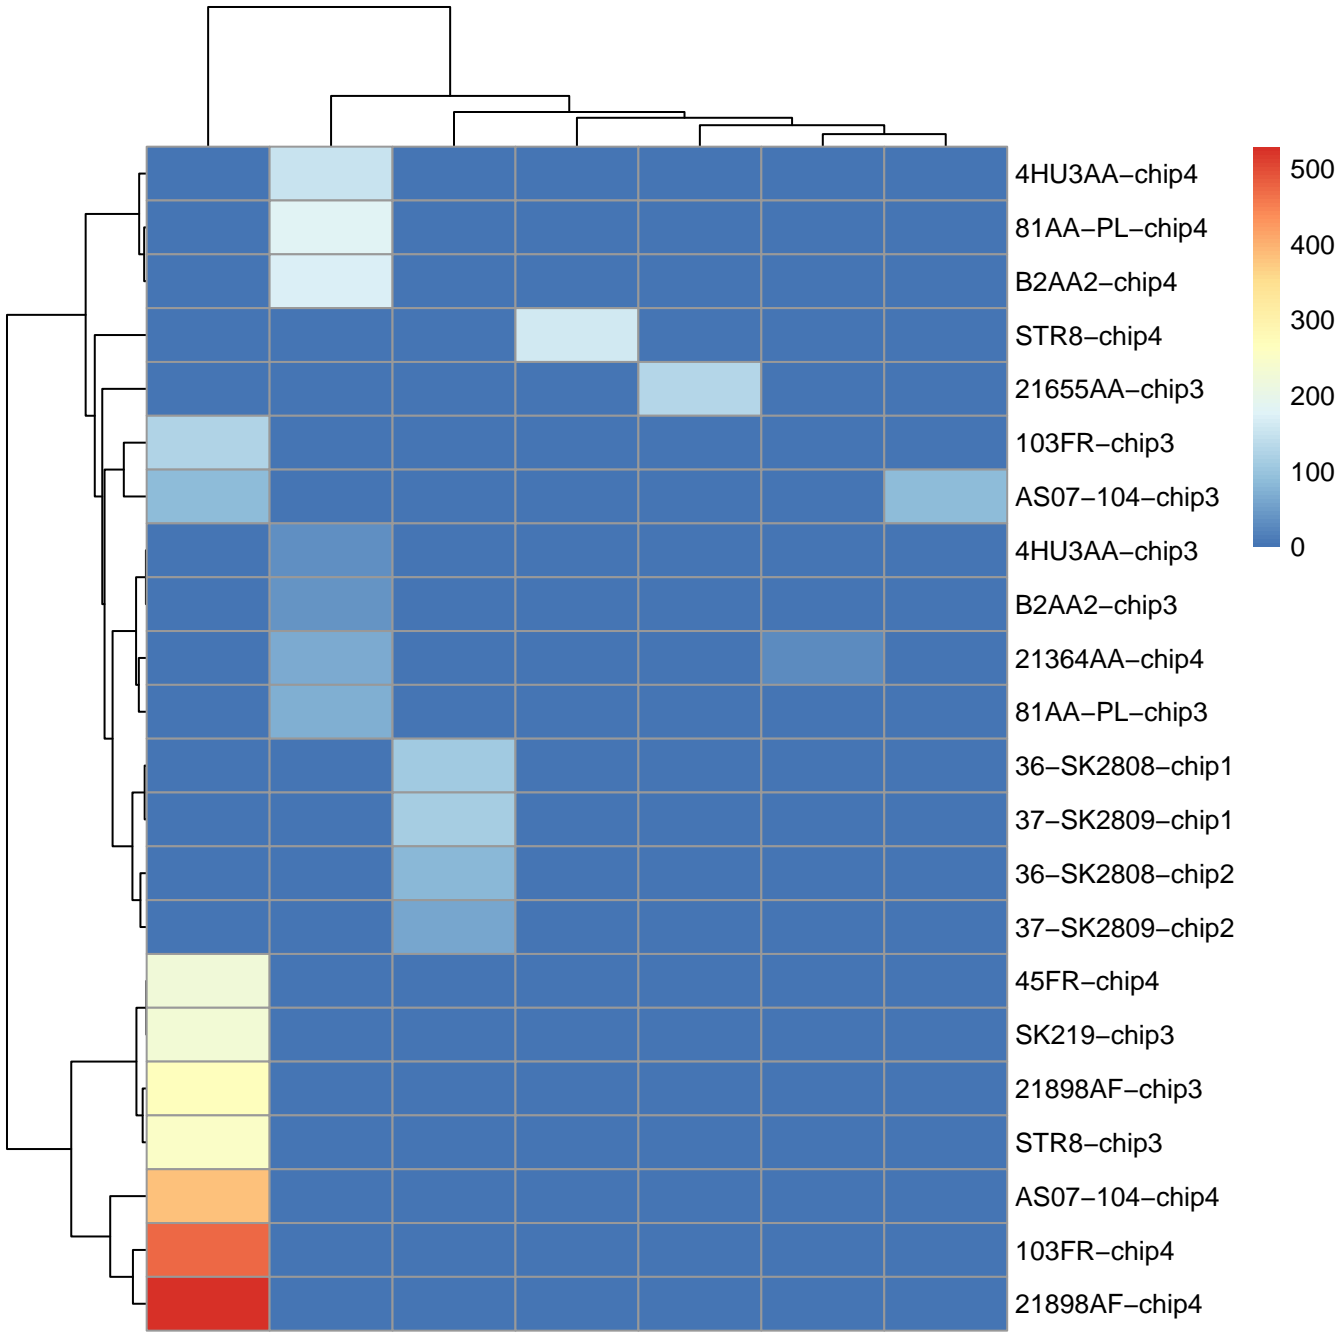 4HU3AA−chip4
81AA−PL−chip4
B2AA2−chip4
STR8−chip4
21655AA−chip3
103FR−chip3
AS07−104−chip3
4HU3AA−chip3
B2AA2−chip3
21364AA−chip4
81AA−PL−chip3
36−SK2808−chip1
37−SK2809−chip1
36−SK2808−chip2
37−SK2809−chip2
45FR−chip4
SK219−chip3
21898AF−chip3
STR8−chip3
AS07−104−chip4
103FR−chip4
21898AF−chip4
500
400
300
200
100
0